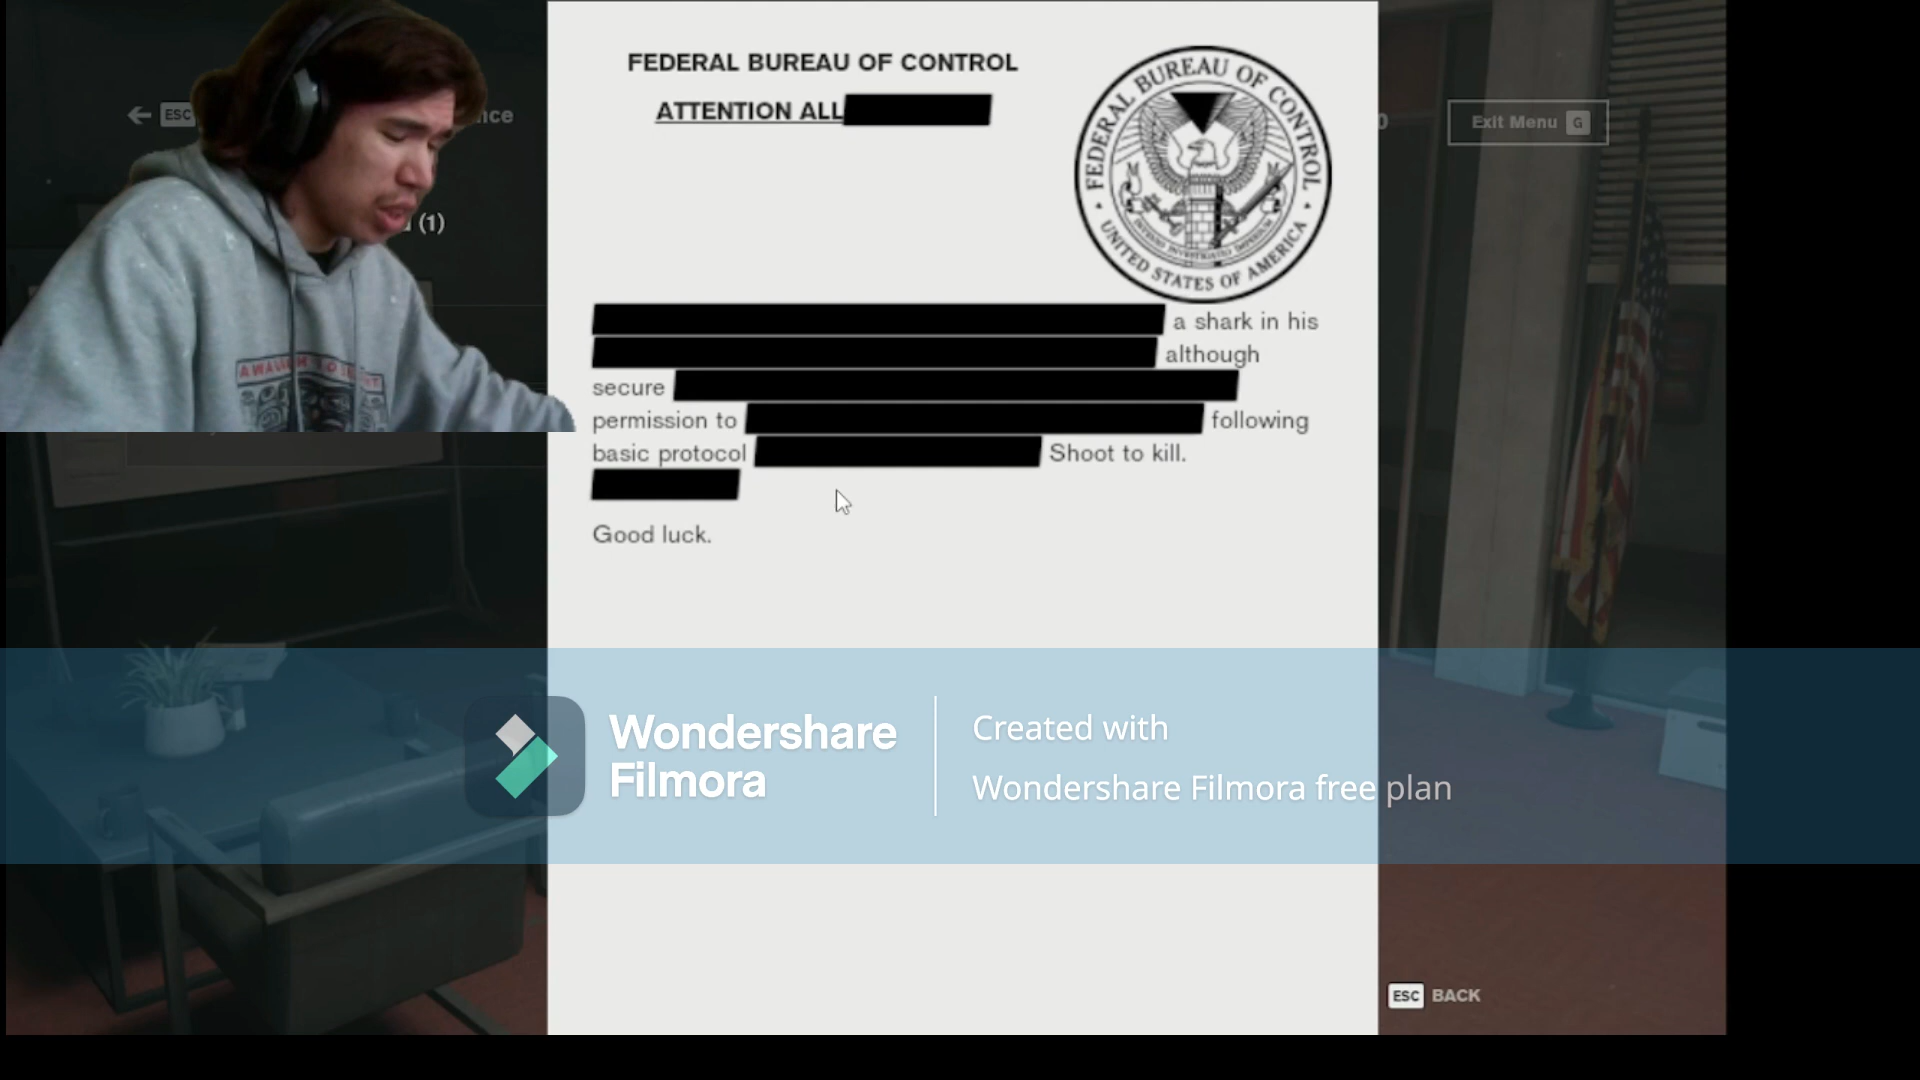 FEDERAL BUREAU OF CONTROL
ATTENTION ALL
FEDERAL BUREAU OF CONTROL
UNITED STATES OF AMERICA
ESC
nce
(1)
0
Exit Menu G
a shark in his
although
secure
permission to following
basic protocol Shoot to kill.
Good luck.
Wondershare
Filmora
Created with
Wondershare Filmora free plan
ESC BACK